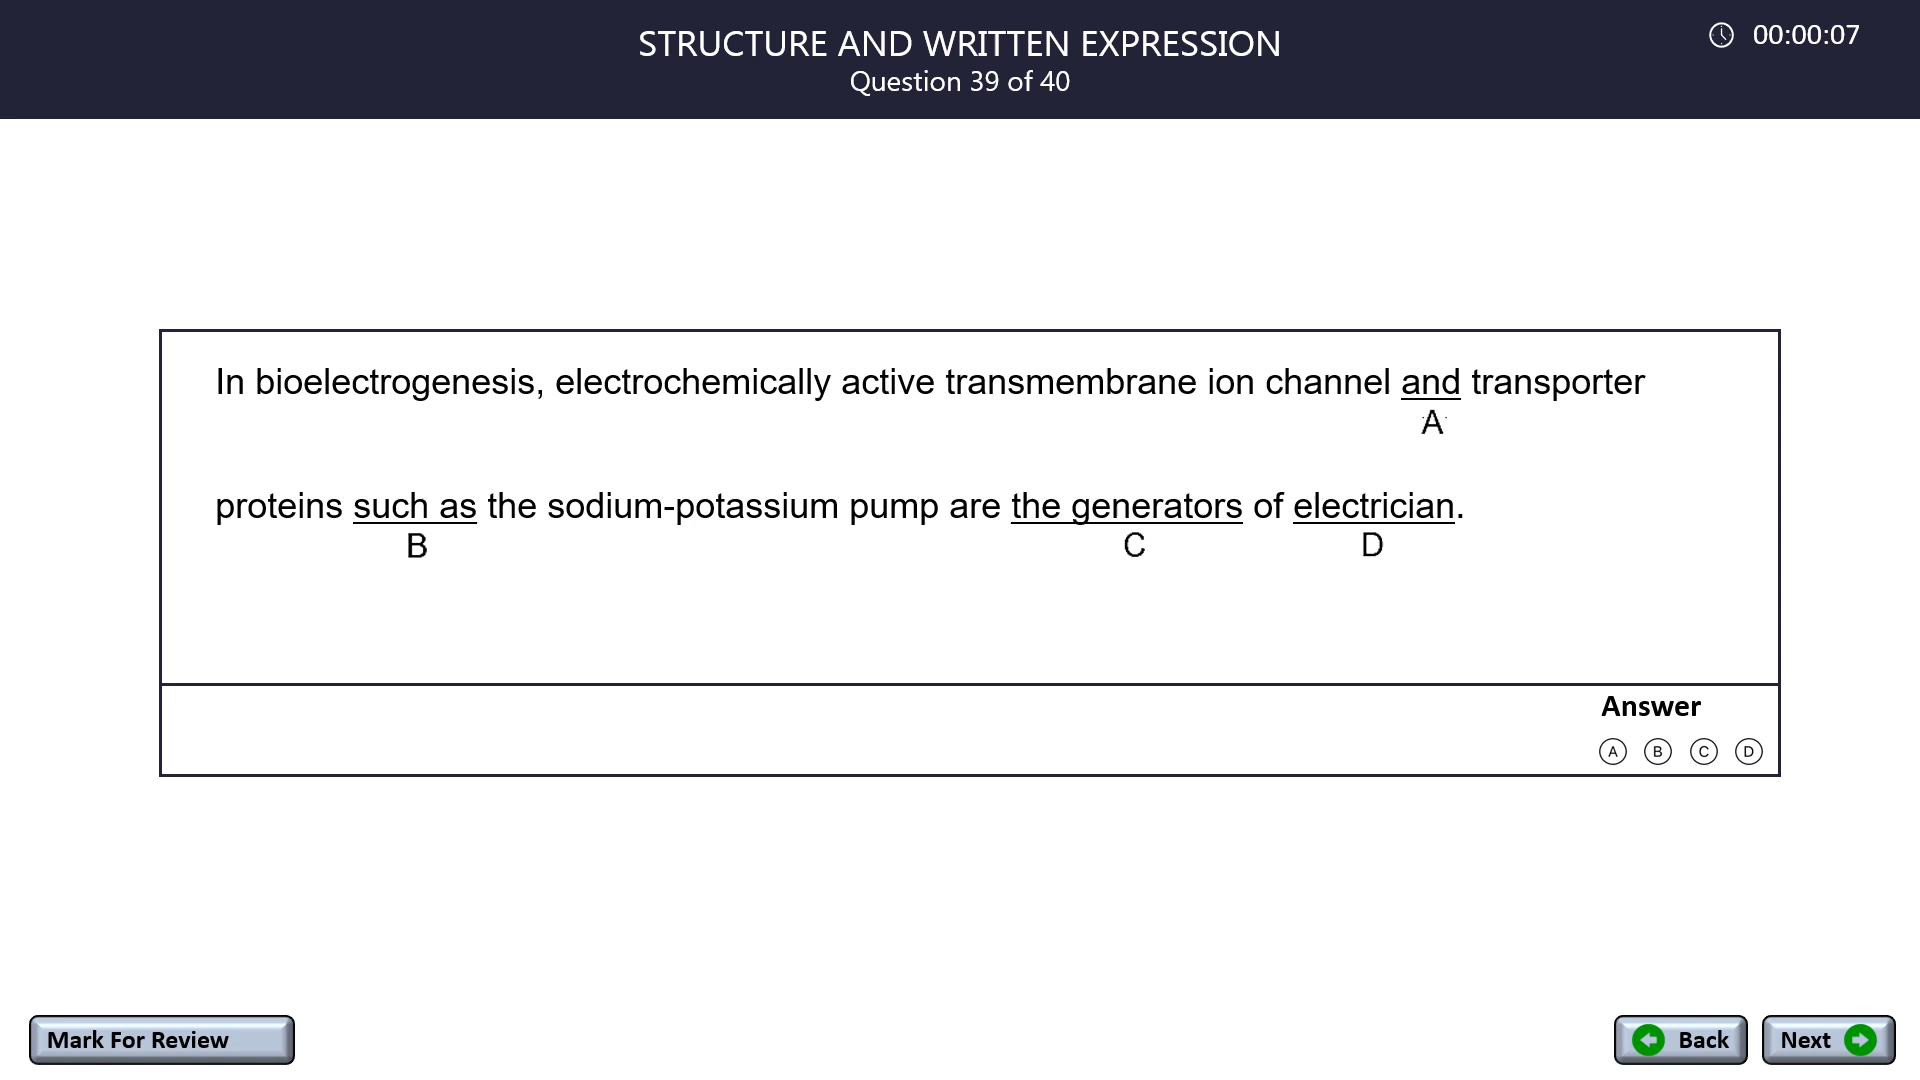 STRUCTURE AND WRITTEN EXPRESSION
00:00:07
Question 39 of 40
In bioelectrogenesis, electrochemically active transmembrane ion channel and transporter
A
proteins such as the sodium-potassium pump are the generators of electrician.
B C D
Answer
A B C D
Mark For Review
Back Next